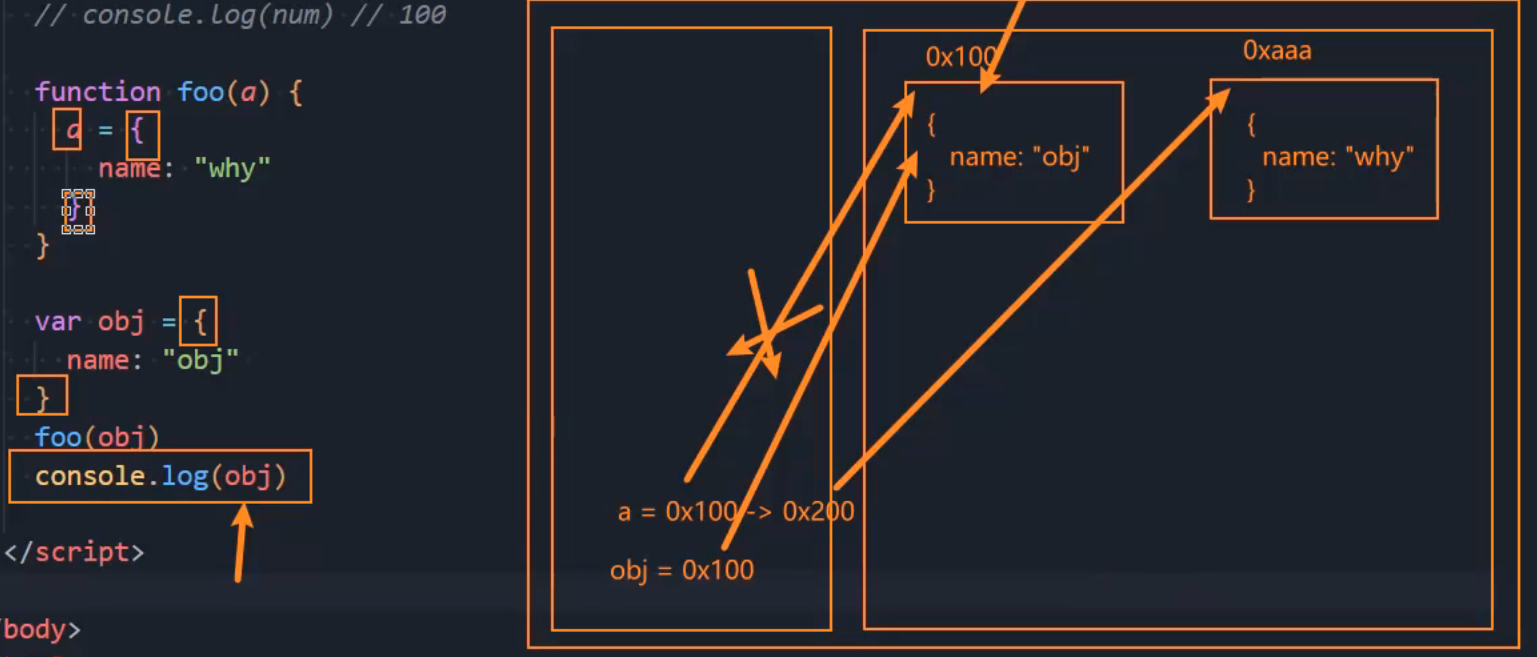 // console.log(num) // 100
function foo(a) {
a = {
name: "why"
}
}
var obj = {
name: "obj"
}
foo(obj)
console.log(obj)
</script>
body>
0x100
{
name: "obj"
}
0xaaa
{
name: "why"
}
a = 0x100 -> 0x200
obj = 0x100